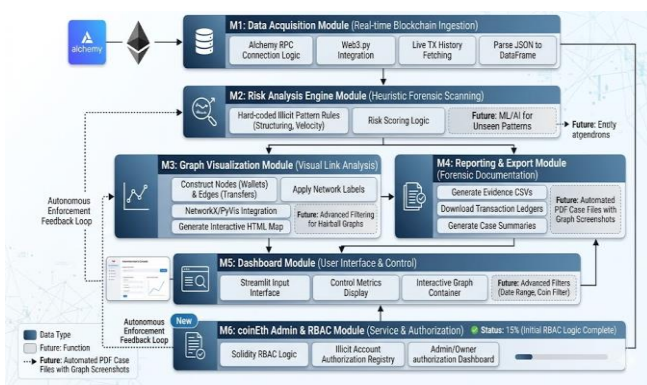 alchemy
M1: Data Acquisition Module (Real-time Blockchain Ingestion)
Alchemy RPC
Connection Logic
Web3.py
Integration
Live TX History
Fetching
Parse JSON to
DataFrame
M2: Risk Analysis Engine Module (Heuristic Forensic Scanning)
Hard-coded Illicit Pattern Rules
(Structuring, Velocity)
Risk Scoring Logic
Future: ML/AI for
Unseen Patterns
Future: Entity
atgendrons
M3: Graph Visualization Module (Visual Link Analysis)
Construct Nodes (Wallets)
& Edges (Transfers)
Apply Network Labels
NetworkX/PyVis Integration
Generate Interactive HTML Map
Future: Advanced Filtering
for Hairball Graphs
M4: Reporting & Export Module
(Forensic Documentation)
Generate Evidence CSVs
Download Transaction Ledgers
Generate Case Summaries
Future: Automated
PDF Case Files with
Graph Screenshots
Autonomous
Enforcement
Feedback Loop
M5: Dashboard Module (User Interface & Control)
Streamlit Input
Interface
Control Metrics
Display
Interactive Graph
Container
Future: Advanced Filters
(Date Range, Coin Filter)
Autonomous
Enforcement
Feedback Loop
New
M6: coinEth Admin & RBAC Module (Service & Authorization)
Status: 15% (Initial RBAC Logic Complete)
Solidity RBAC Logic
Illicit Account
Authorization Registry
Admin/Owner
authorization Dashboard
Data Type
Future: Function
Future: Automated PDF Case
Files with Graph Screenshots